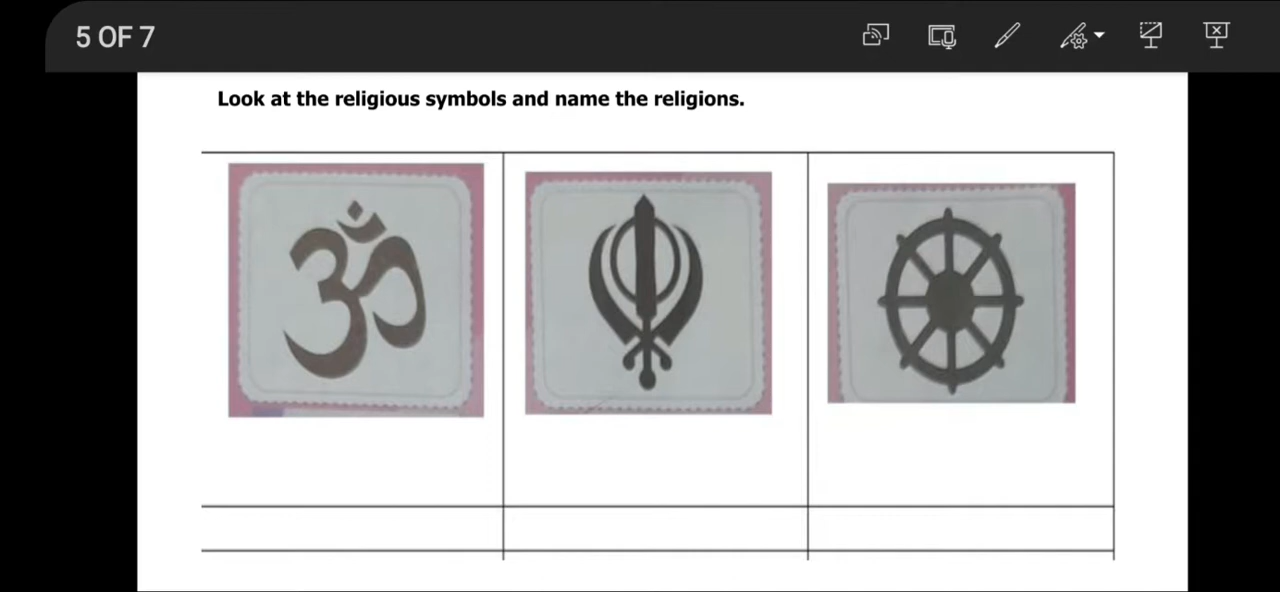 5 OF 7
Look at the religious symbols and name the religions.
ॐ